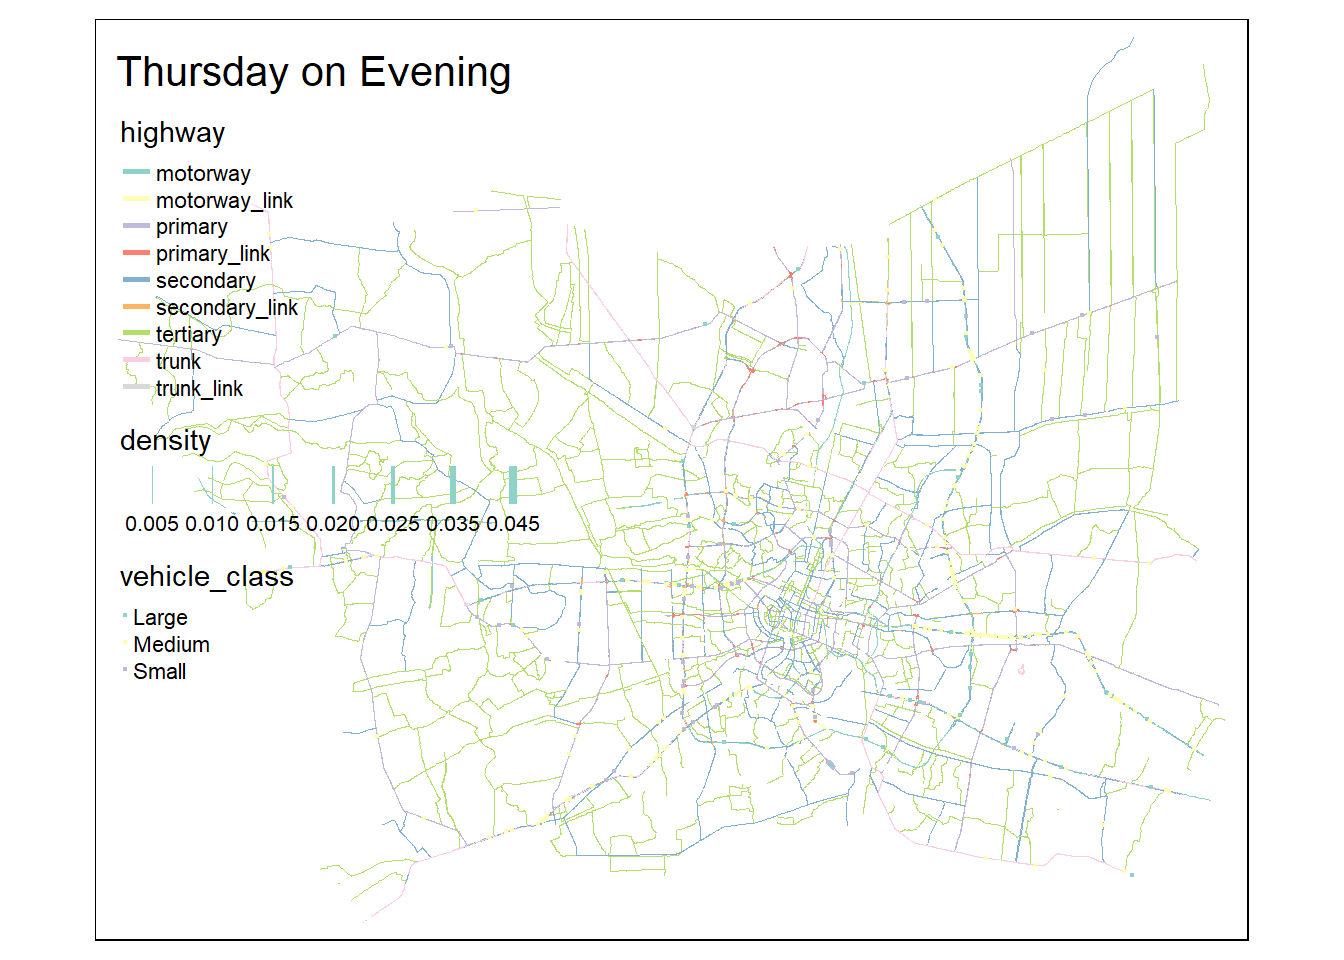 Thursday on Evening
highway
motorway
motorway_link
primary
primary_link
secondary
secondary_link
tertiary
trunk
trunk_link
density
0.005 0.010 0.015 0.020 0.025 0.035 0.045
vehicle_class
Large
Medium
Small